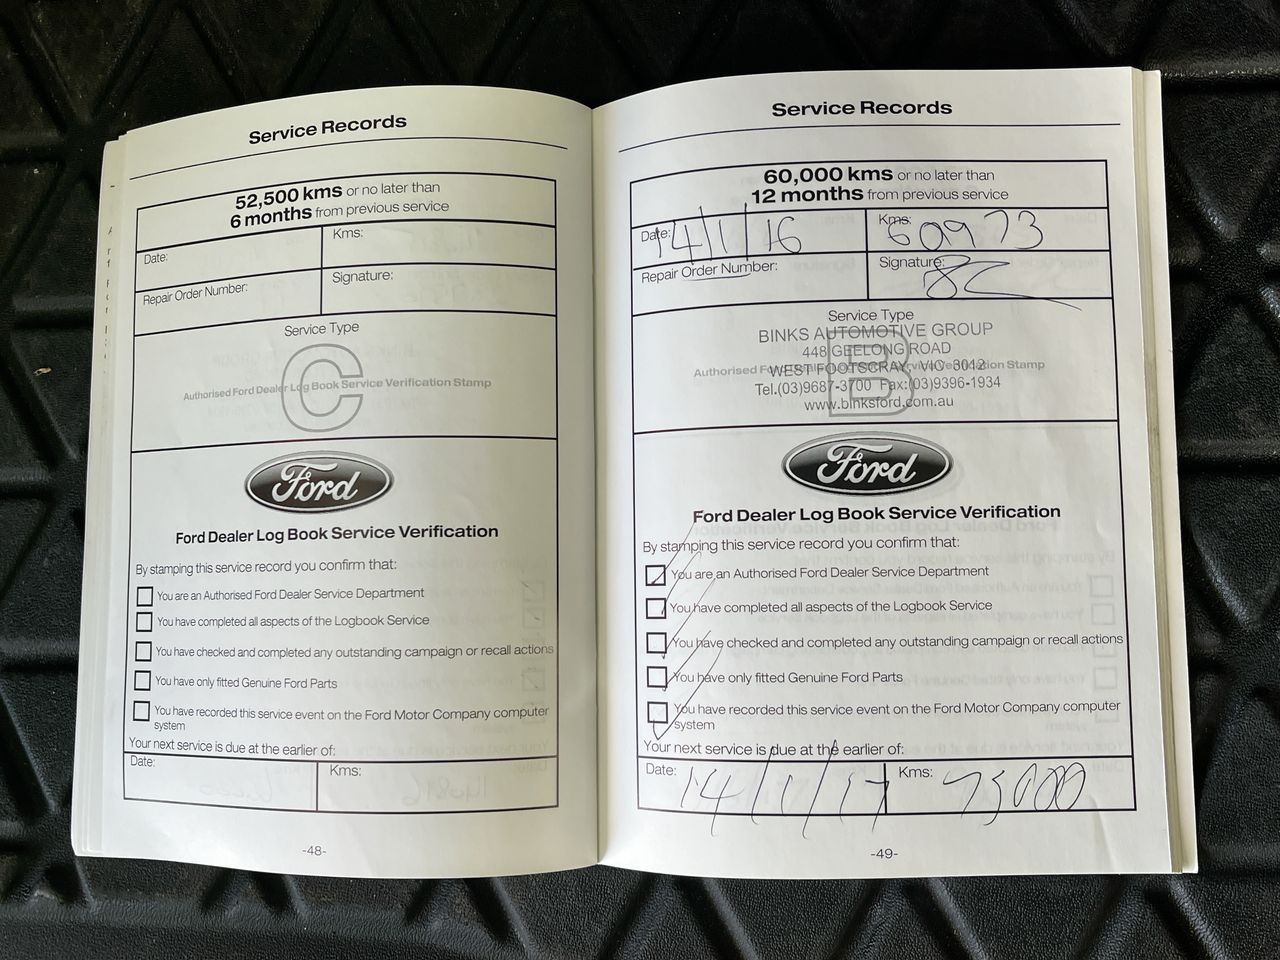 Service Records
52,500 kms or no later than
6 months from previous service
Date:
Kms:
Repair Order Number:
Signature:
Service Type
C
Authorised Ford Dealer Log Book Service Verification Stamp
Ford
Ford Dealer Log Book Service Verification
By stamping this service record you confirm that:
You are an Authorised Ford Dealer Service Department
You have completed all aspects of the Logbook Service
You have checked and completed any outstanding campaign or recall actions
You have only fitted Genuine Ford Parts
You have recorded this service event on the Ford Motor Company computer
system
Your next service is due at the earlier of:
Date:
Kms:
-48-
Service Records
60,000 kms or no later than
12 months from previous service
Date: 14/1/16
Kms: 60973
Repair Order Number:
Signature:
Service Type
BINKS AUTOMOTIVE GROUP
448 GEELONG ROAD
WEST FOOTSCRAY, VIC 3012
Authorised Ford Dealer Log Book Service Verification Stamp
B
Tel.(03)9687-3700 Fax:(03)9396-1934
www.binksford.com.au
Ford
Ford Dealer Log Book Service Verification
By stamping this service record you confirm that:
You are an Authorised Ford Dealer Service Department
You have completed all aspects of the Logbook Service
You have checked and completed any outstanding campaign or recall actions
You have only fitted Genuine Ford Parts
You have recorded this service event on the Ford Motor Company computer
system
Your next service is due at the earlier of:
Date: 14/1/17
Kms: 75000
-49-